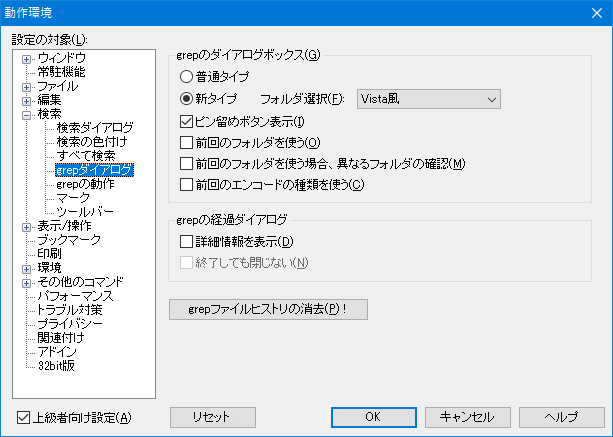 動作環境
設定の対象(L):
ウィンドウ
常駐機能
ファイル
編集
検索
検索ダイアログ
検索の色付け
すべて検索
grepダイアログ
grepの動作
マーク
ツールバー
表示/操作
ブックマーク
印刷
環境
その他のコマンド
パフォーマンス
トラブル対策
プライバシー
関連付け
アドイン
32bit版
grepのダイアログボックス(G)
普通タイプ
新タイプ フォルダ選択(F): Vista風
ピン留めボタン表示(I)
前回のフォルダを使う(O)
前回のフォルダを使う場合、異なるフォルダの確認(M)
前回のエンコードの種類を使う(C)
grepの経過ダイアログ
詳細情報を表示(D)
終了しても閉じない(N)
grepファイルヒストリの消去(P)!
上級者向け設定(A)
リセット
OK
キャンセル
ヘルプ